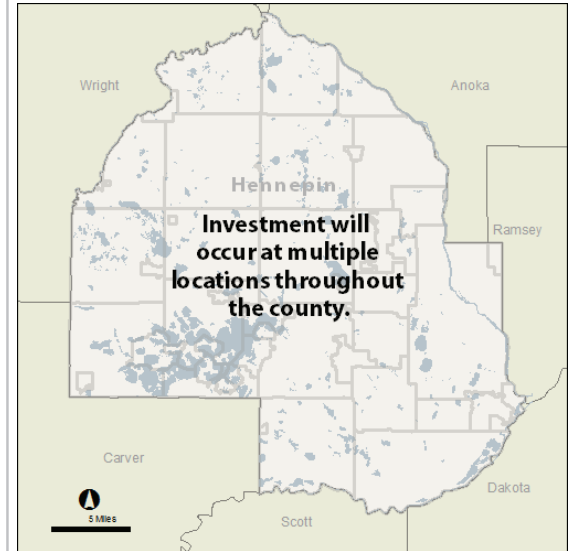 Wright
Anoka
Hennepin
Investment will
occur at multiple
locations throughout
the county.
Ramsey
Carver
Dakota
Scott
5 Miles